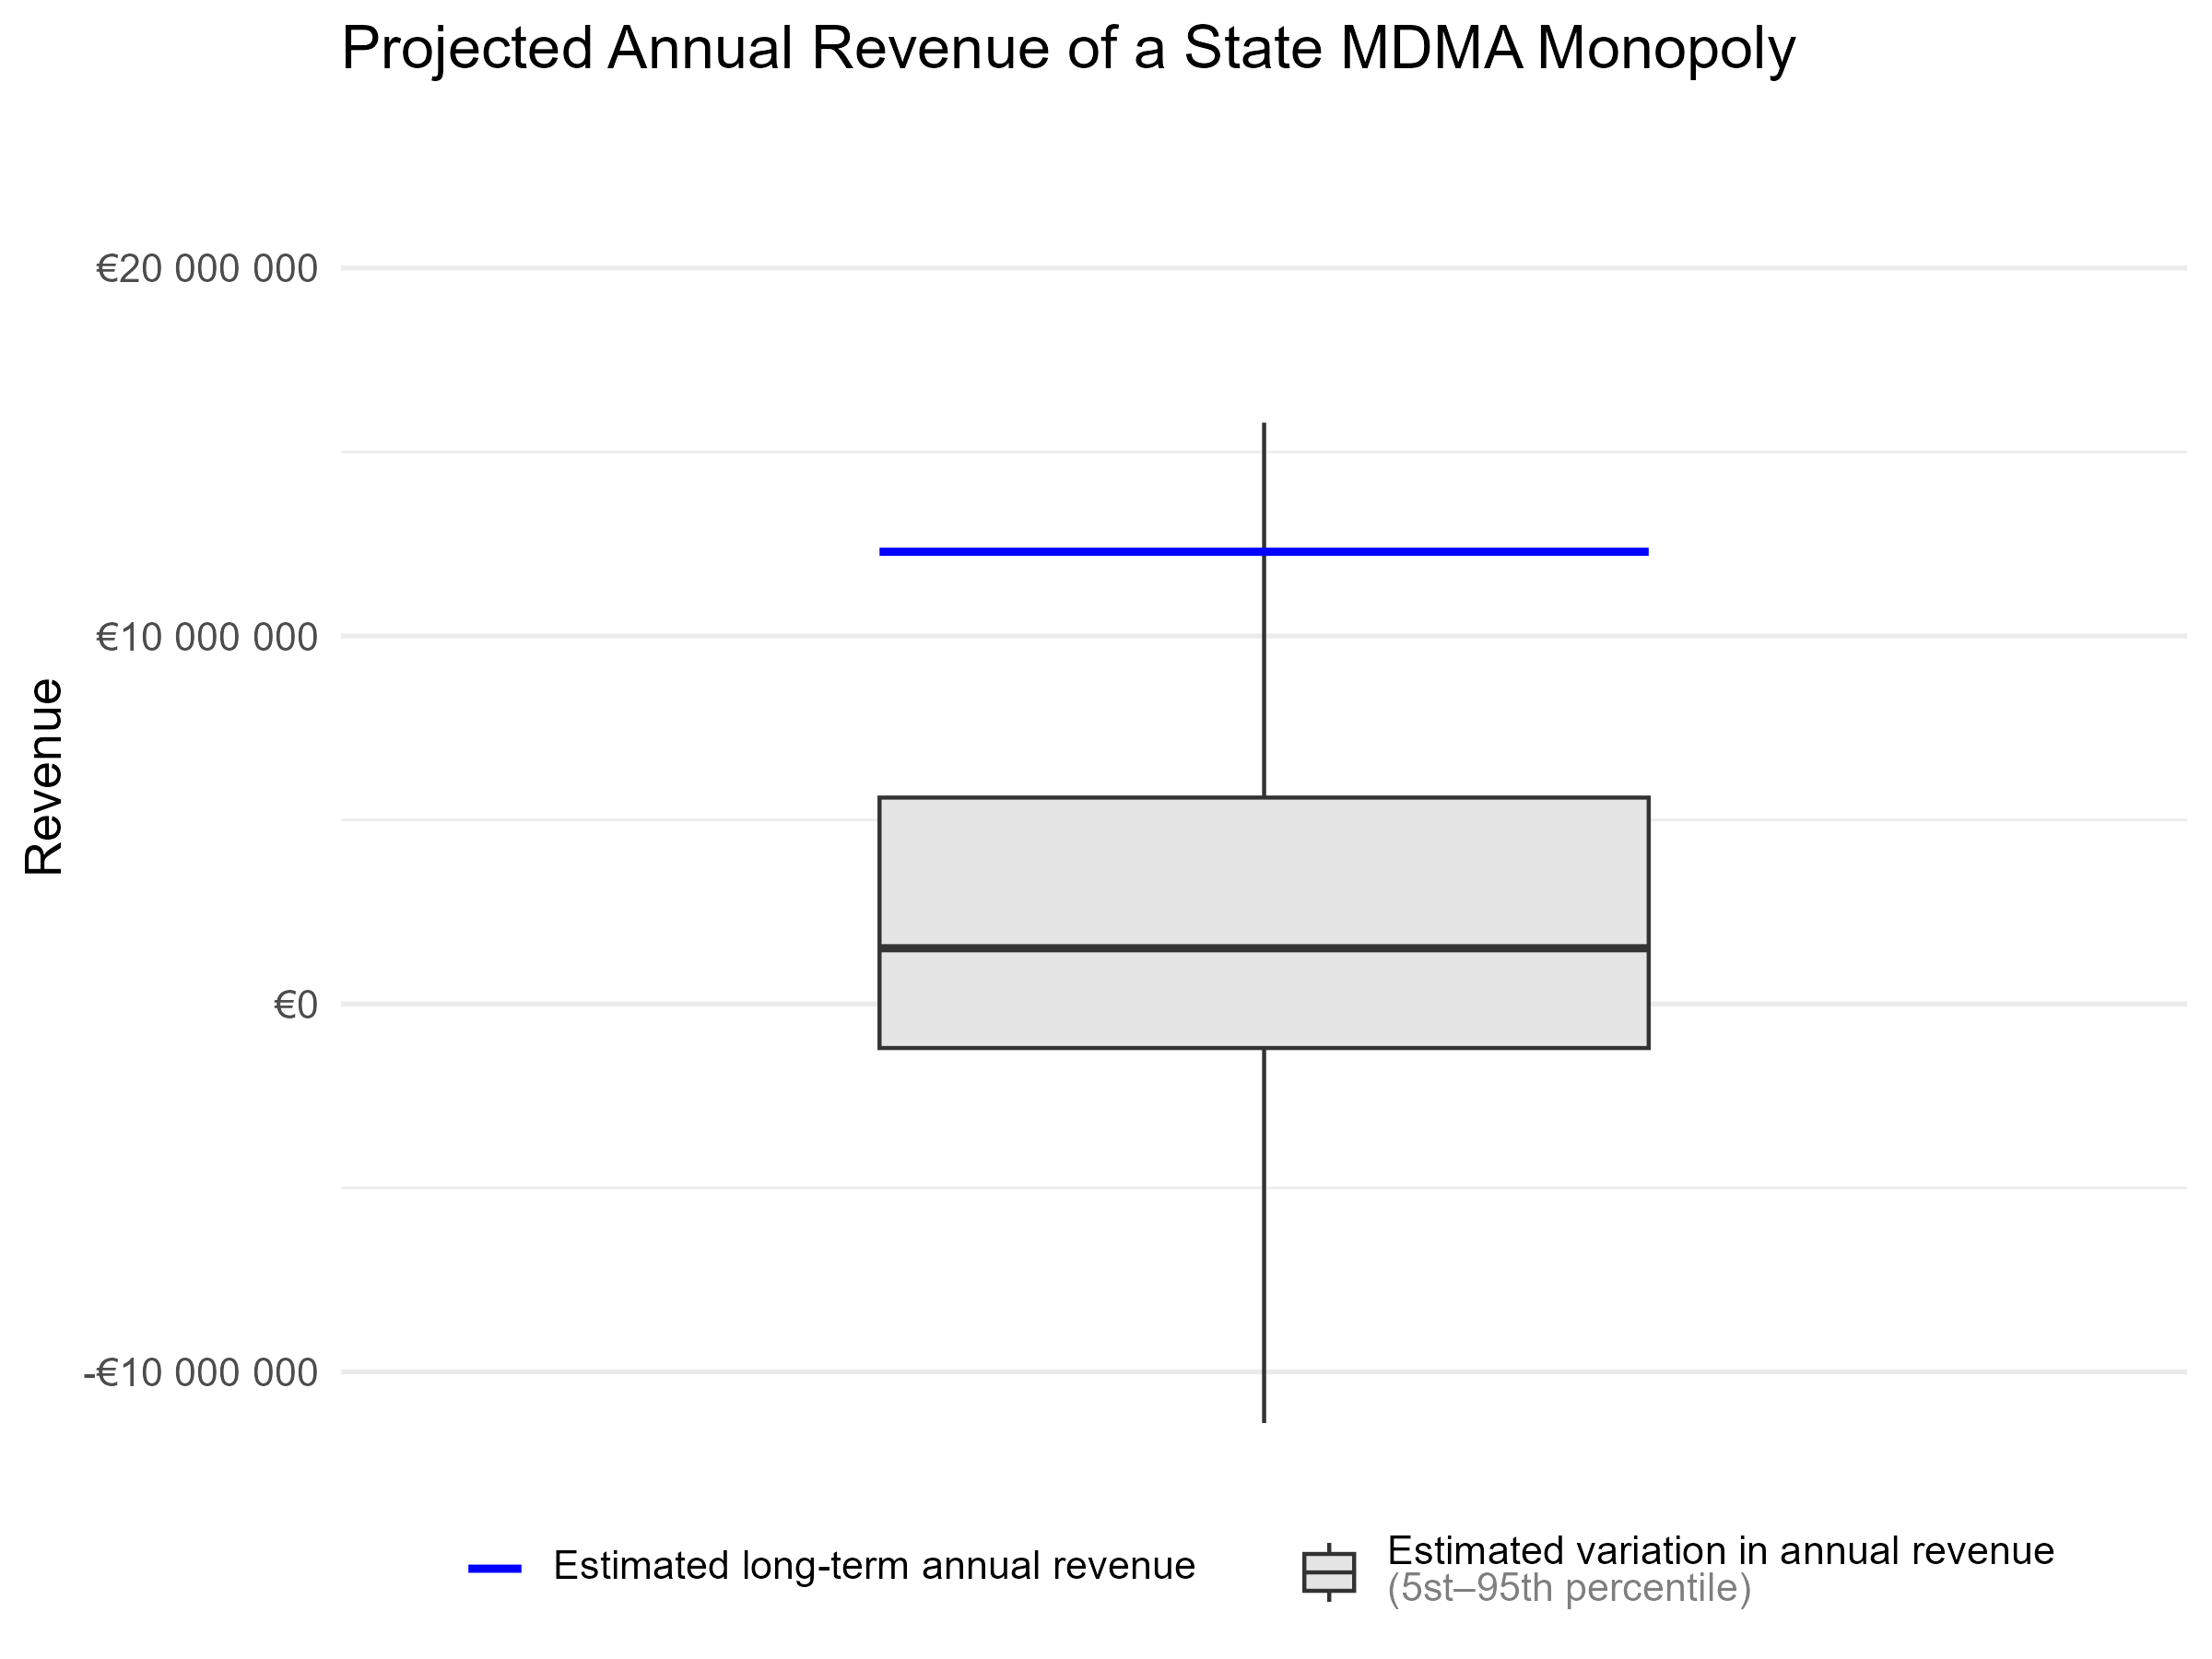 Projected Annual Revenue of a State MDMA Monopoly
€20 000 000
€10 000 000
Revenue
€0
-€10 000 000
Estimated long-term annual revenue
Estimated variation in annual revenue
(5st–95th percentile)